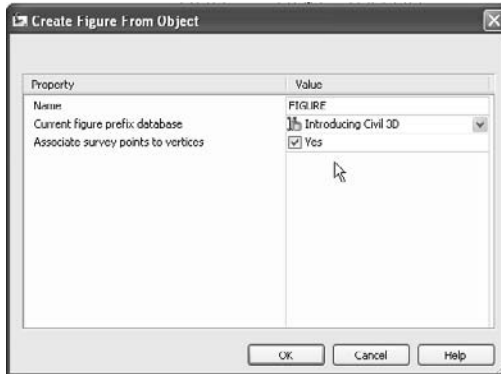 Create Figure From Object
Property Value
Name FIGURE
Current figure prefix database Introducing Civil 3D
Associate survey points to vertices Yes
OK Cancel Help